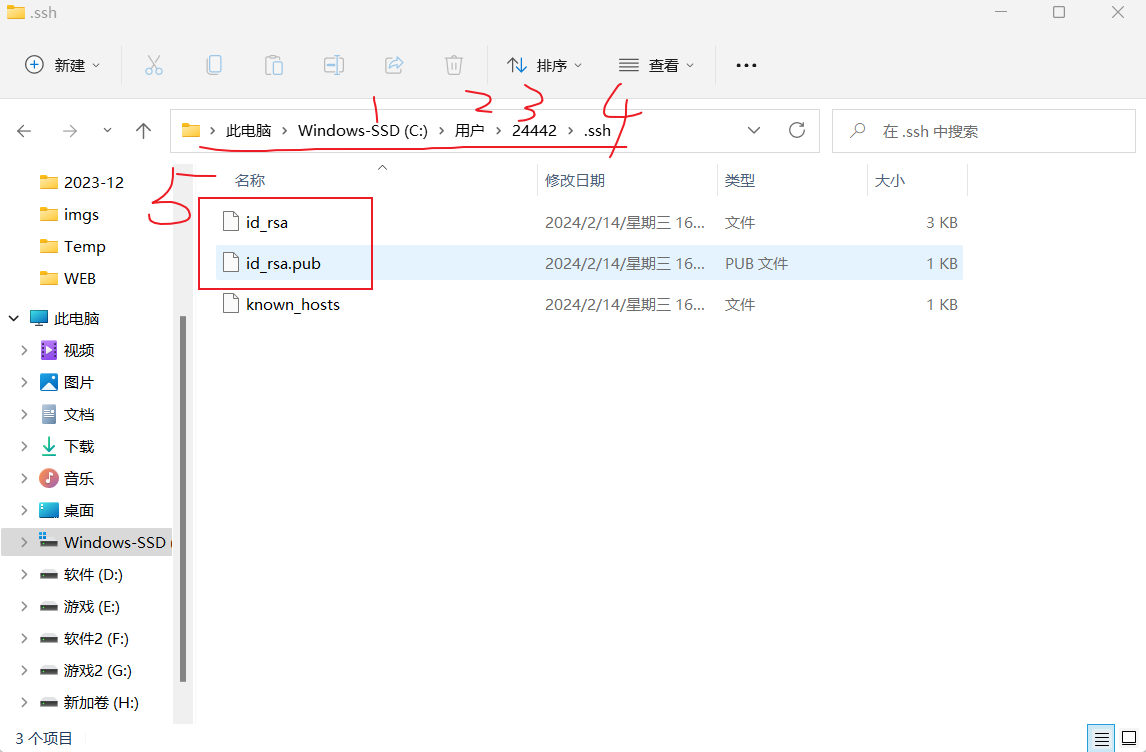 .ssh
新建 排序 查看 •••
1 2 3 4
此电脑 › Windows-SSD (C:) › 用户 › 24442 › .ssh
在 .ssh 中搜索
5
名称 修改日期 类型 大小
id_rsa 2024/2/14/星期三 16... 文件 3 KB
id_rsa.pub 2024/2/14/星期三 16... PUB 文件 1 KB
known_hosts 2024/2/14/星期三 16... 文件 1 KB
2023-12
imgs
Temp
WEB
此电脑
视频
图片
文档
下载
音乐
桌面
Windows-SSD (
软件 (D:)
游戏 (E:)
软件2 (F:)
游戏2 (G:)
新加卷 (H:)
3 个项目